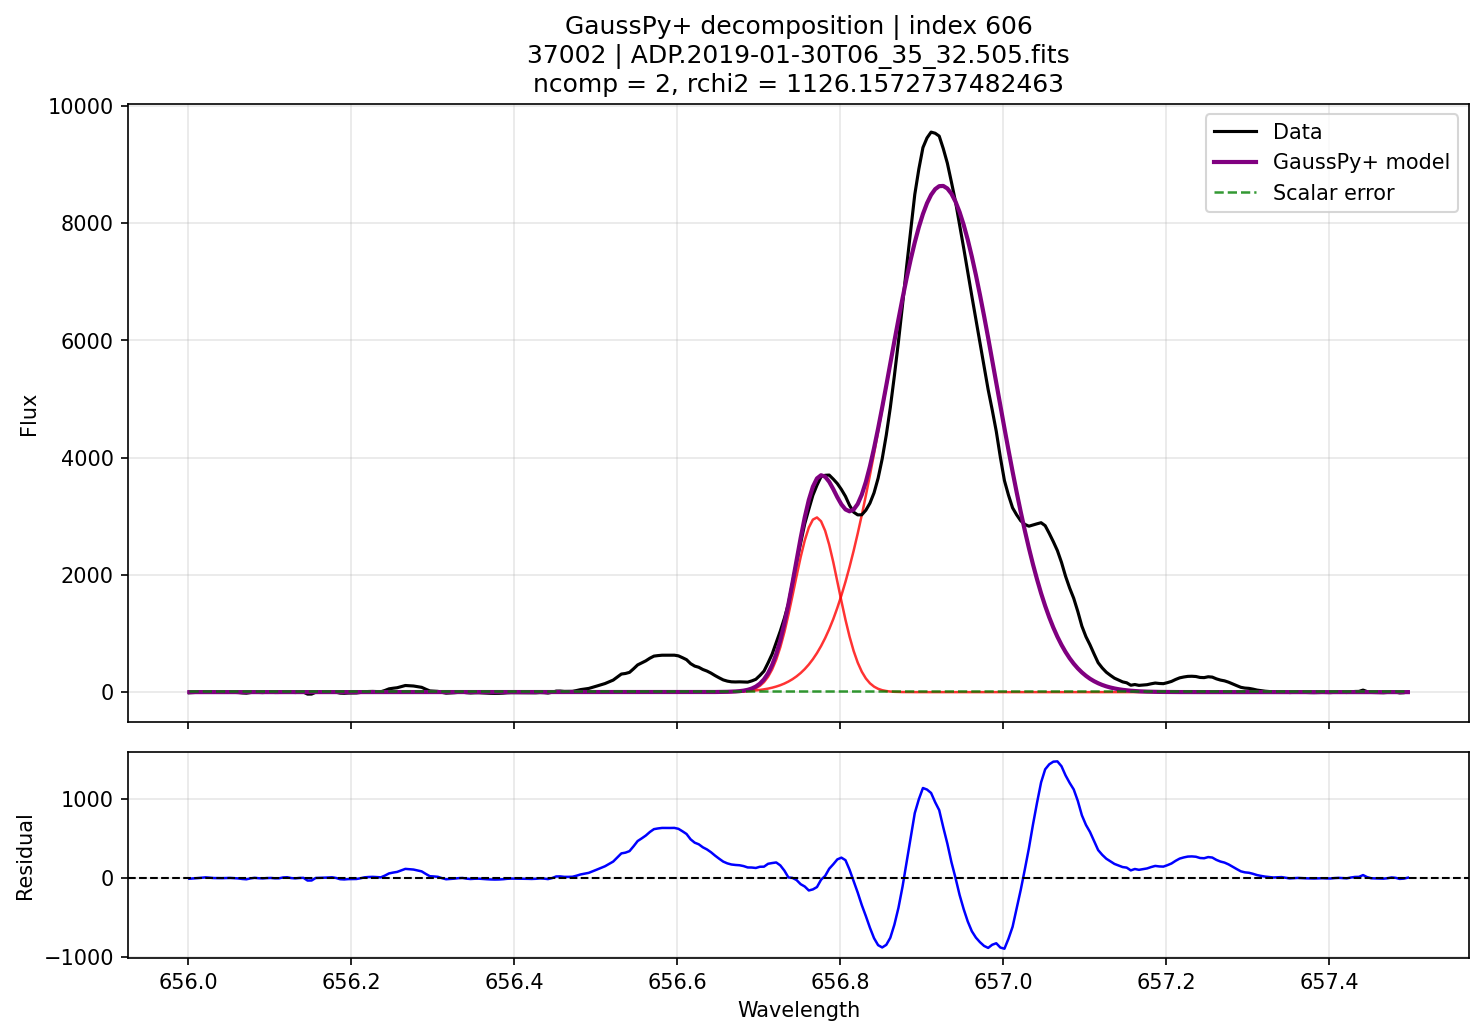 GaussPy+ decomposition | index 606
37002 | ADP.2019-01-30T06_35_32.505.fits
ncomp = 2, rchi2 = 1126.1572737482463
Data
GaussPy+ model
Scalar error
10000
8000
6000
4000
2000
0
Flux
1000
0
−1000
Residual
656.0 656.2 656.4 656.6 656.8 657.0 657.2 657.4
Wavelength